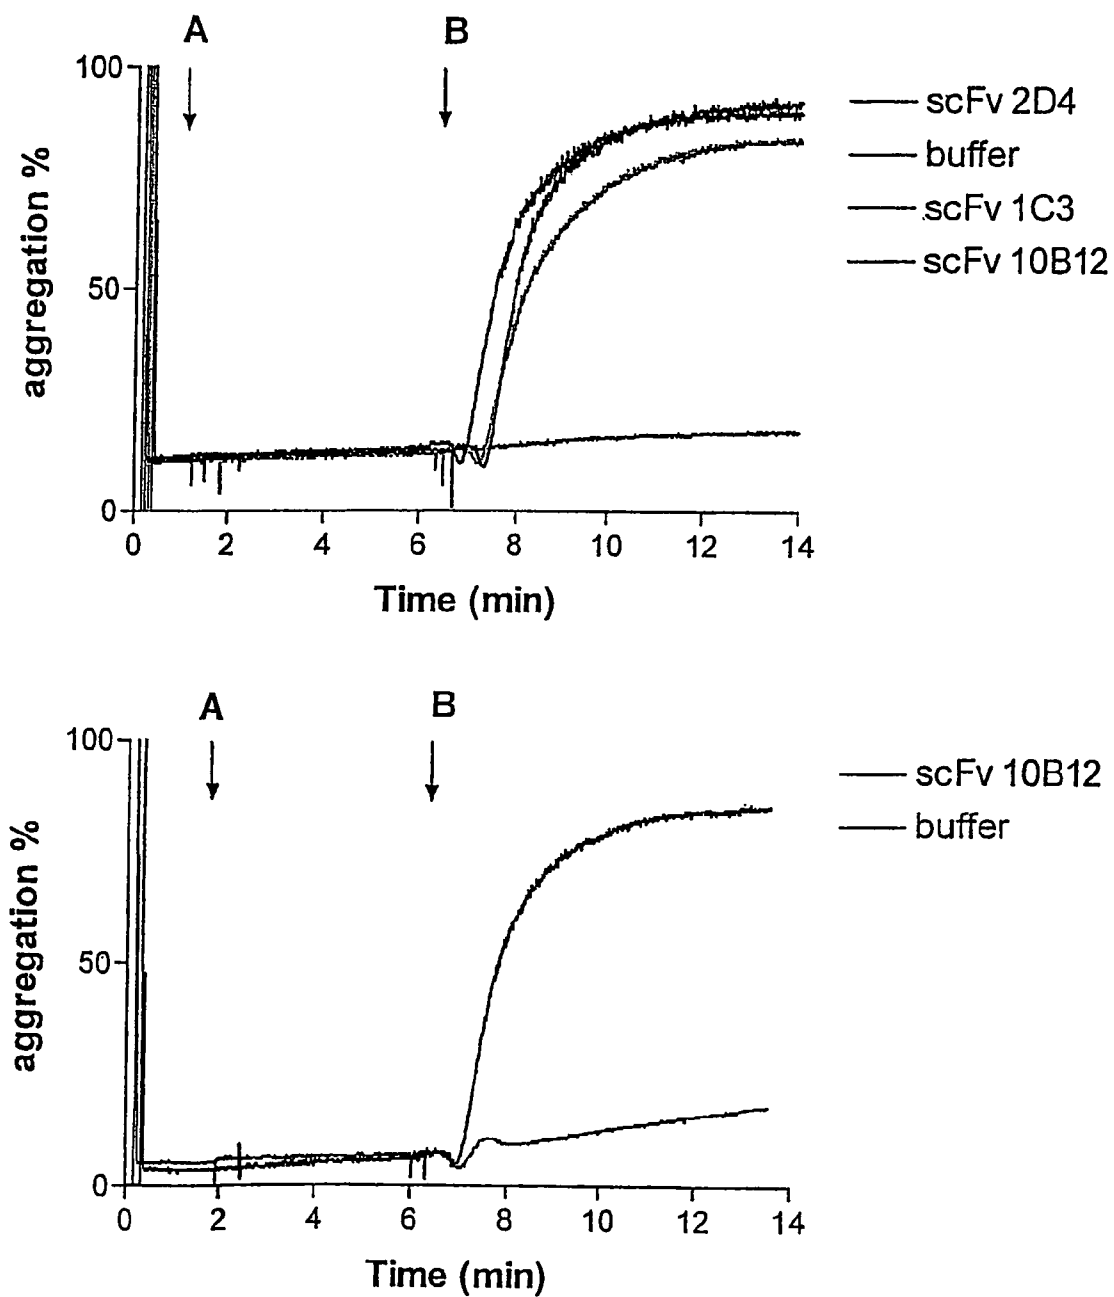 A B
100
50
0
aggregation %
0 2 4 6 8 10 12 14
Time (min)
scFv 2D4
buffer
scFv 1C3
scFv 10B12
A B
100
50
0
aggregation %
0 2 4 6 8 10 12 14
Time (min)
scFv 10B12
buffer